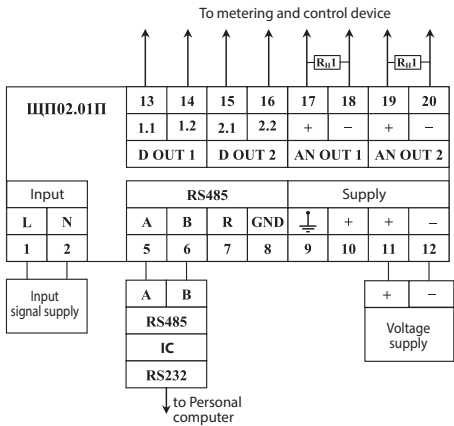 To metering and control device
Rн1 Rн1
ЩП02.01П
13 14 15 16 17 18 19 20
1.1 1.2 2.1 2.2 + − + −
D OUT 1 D OUT 2 AN OUT 1 AN OUT 2
Input RS485 Supply
L N A B R GND + + −
1 2 5 6 7 8 9 10 11 12
Input
signal supply
A B
RS485
IC
RS232
+ −
Voltage
supply
to Personal
computer